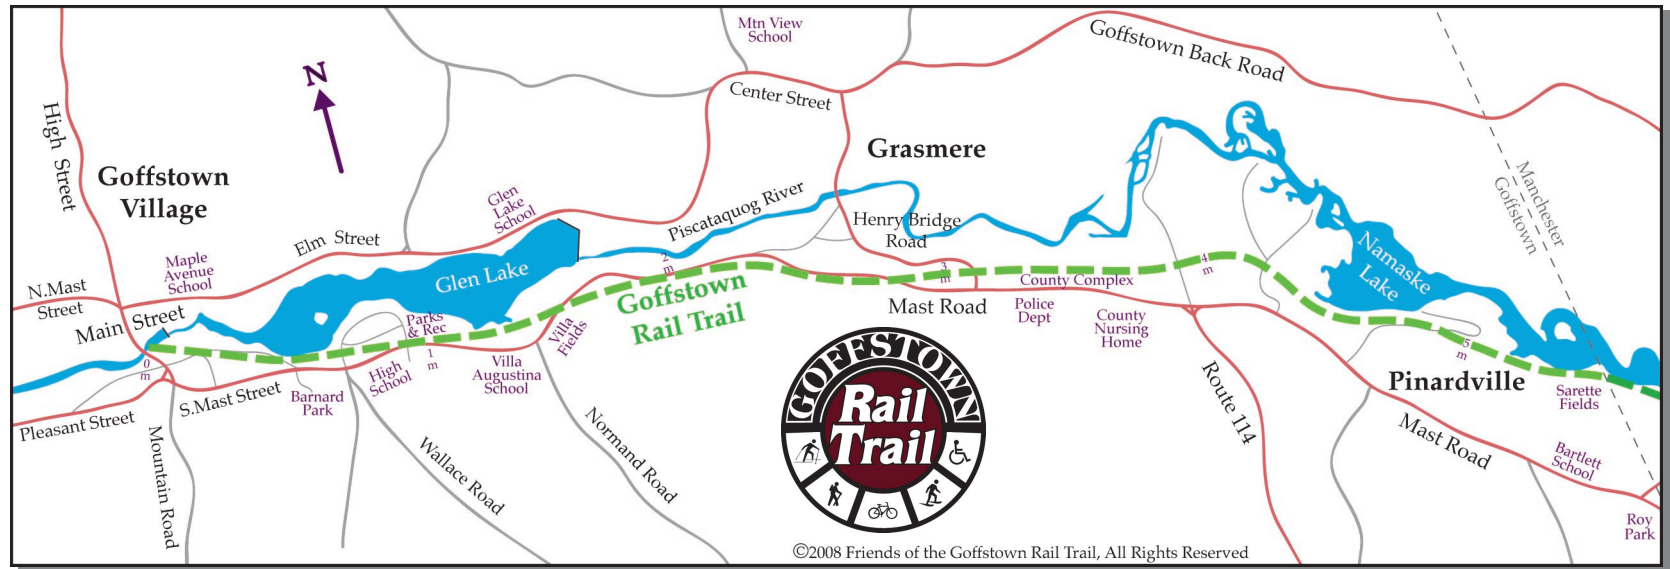 Mtn View
School
Goffstown Back Road
N
Center Street
High Street
Grasmere
Goffstown
Village
Manchester
Goffstown
Glen
Lake
School
Piscataquog River
Henry Bridge
Road
Elm Street
Maple
Avenue
School
Glen Lake
Namaske
Lake
N.Mast
Street
Main Street
2
m
3
m
4
m
County Complex
Goffstown
Rail Trail
Mast Road
Police
Dept
County
Nursing
Home
Parks
& Rec
Villa
Fields
0
m
1
m
5
m
High
School
Villa
Augustina
School
Barnard
Park
S.Mast Street
Pleasant Street
Mountain Road
Wallace Road
Normand Road
GOFFSTOWN
Rail
Trail
Route 114
Pinardville
Sarette
Fields
Mast Road
Bartlett
School
Roy
Park
©2008 Friends of the Goffstown Rail Trail, All Rights Reserved